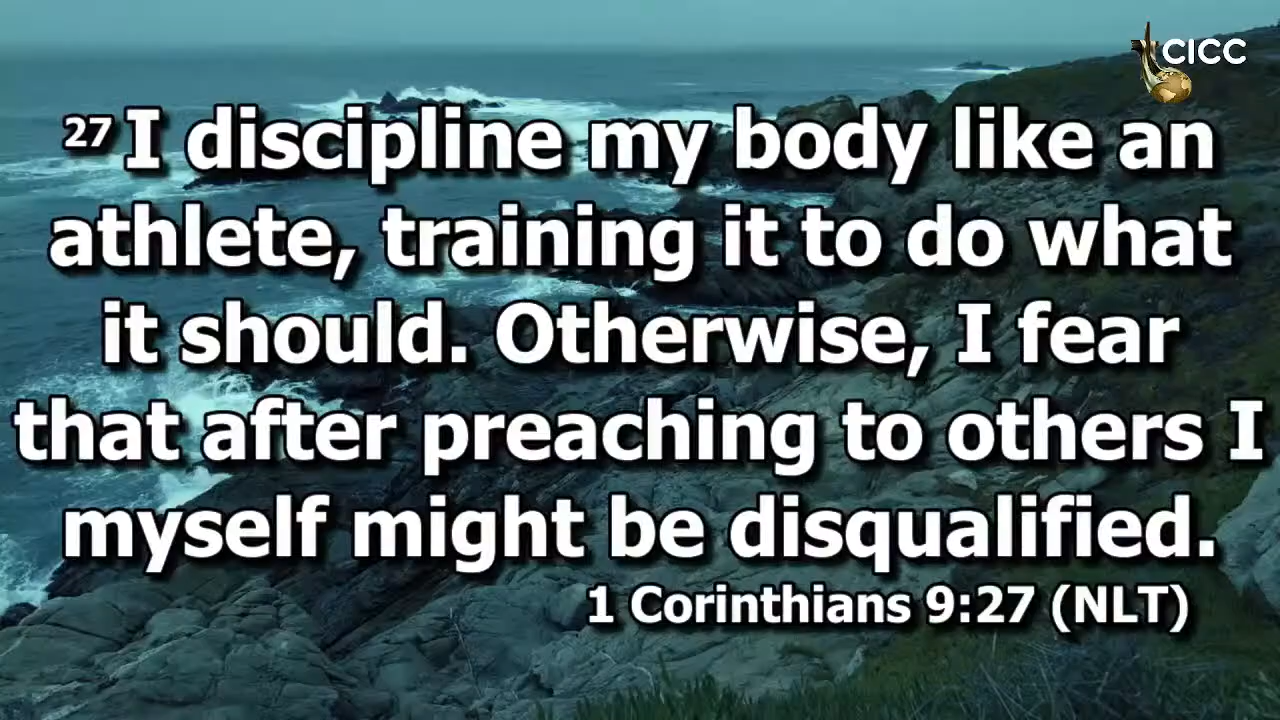 CICC
27 I discipline my body like an
athlete, training it to do what
it should. Otherwise, I fear
that after preaching to others I
myself might be disqualified.
1 Corinthians 9:27 (NLT)